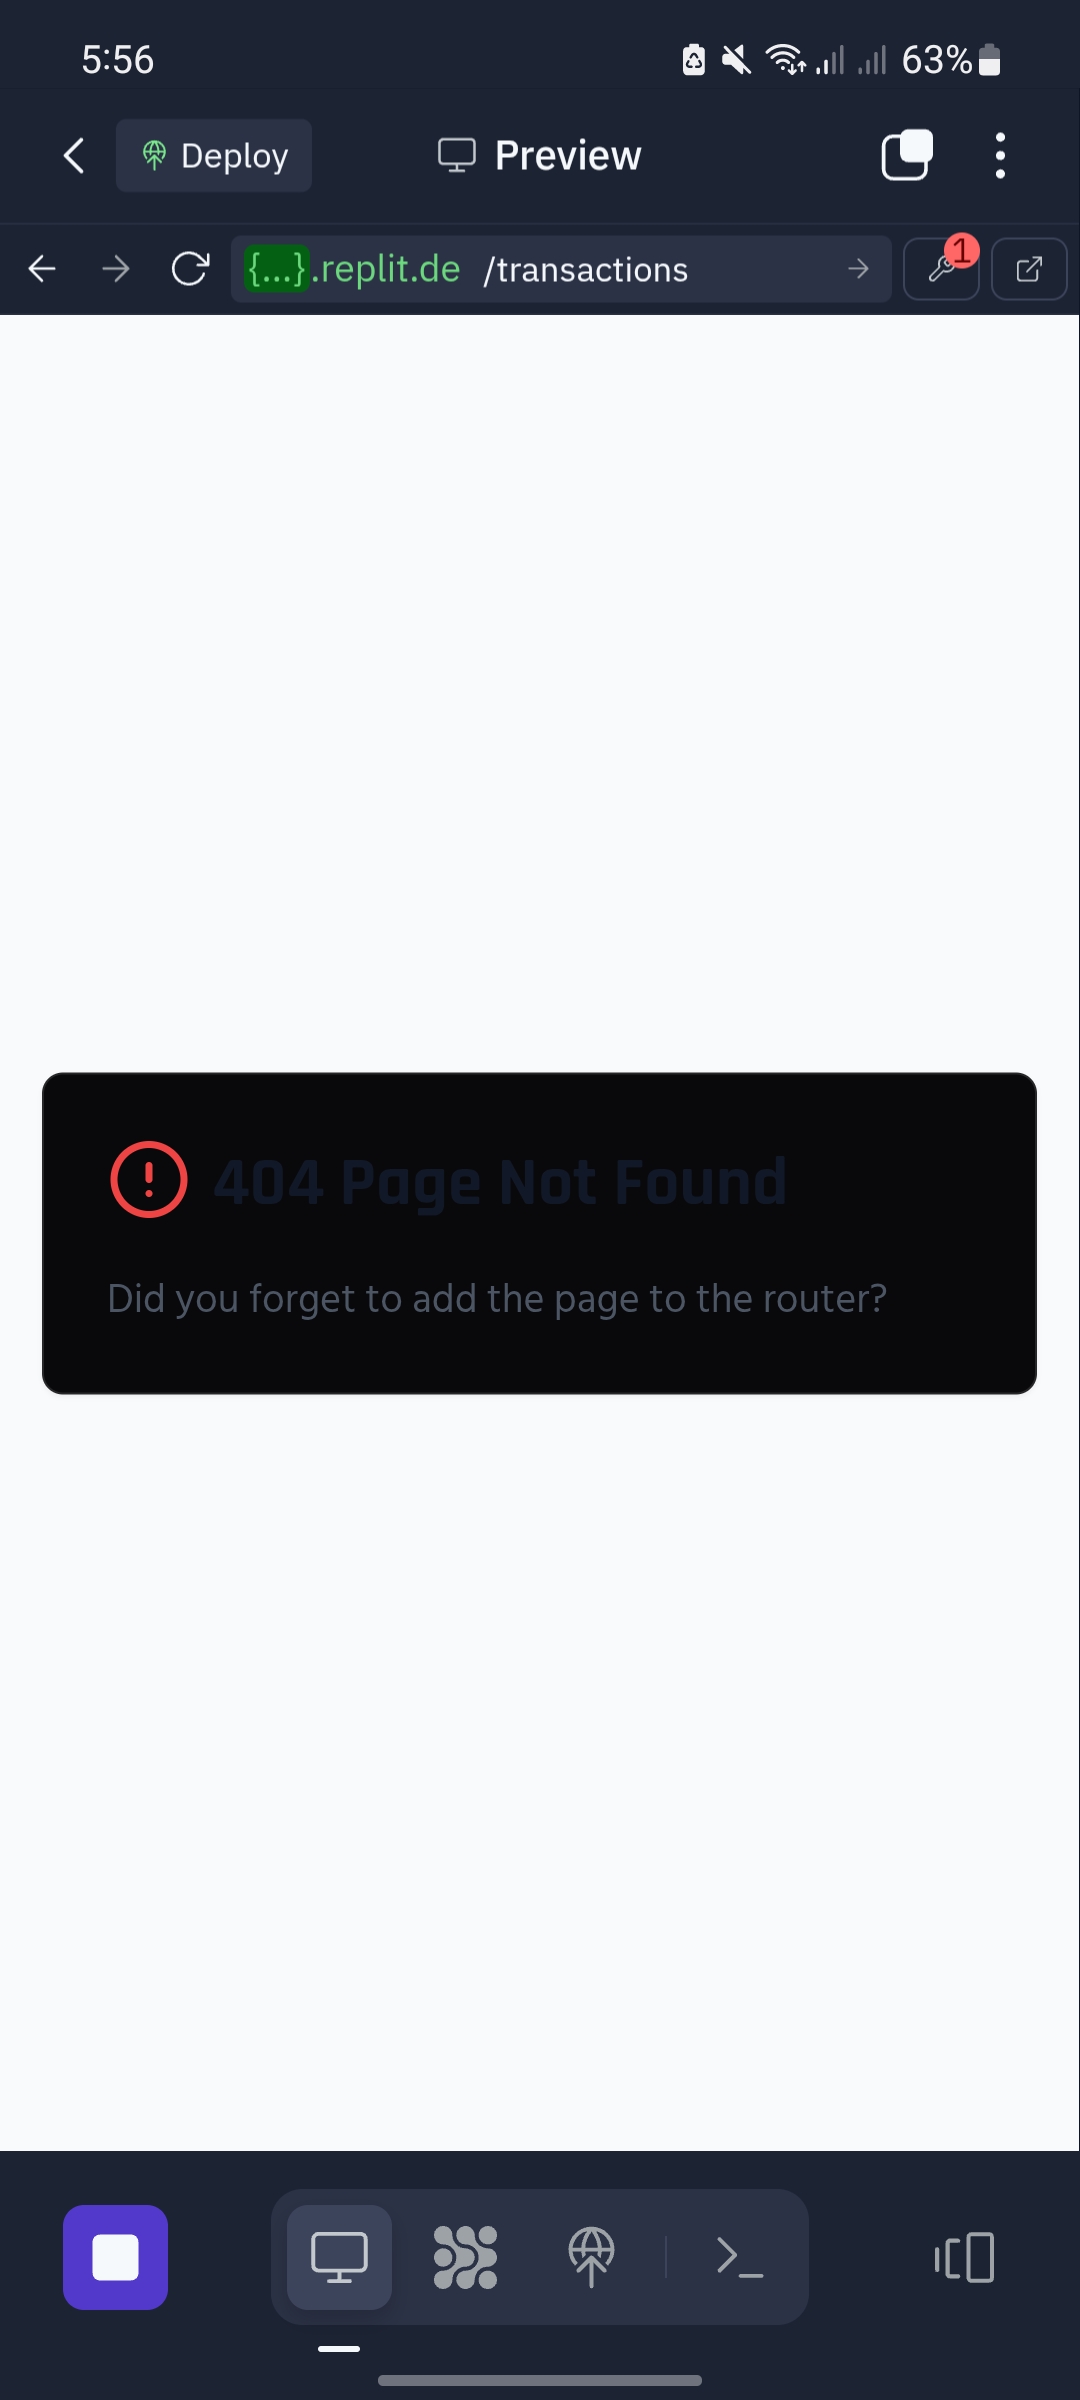 5:56
63%
Deploy
Preview
{...}.replit.de /transactions
1
404 Page Not Found
Did you forget to add the page to the router?